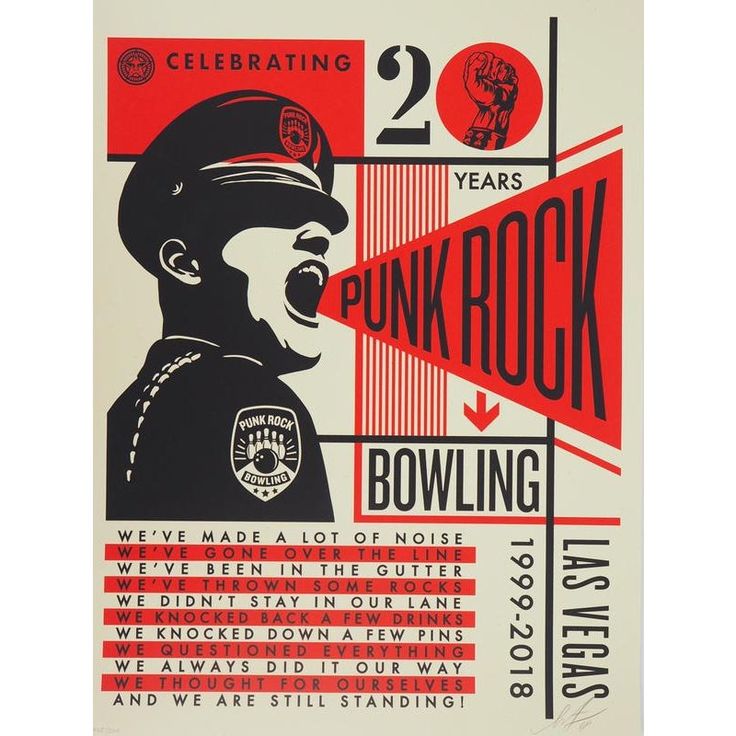 CELEBRATING
20
YEARS
PUNK ROCK
PUNK ROCK
BOWLING
PUNK ROCK
BOWLING
WE'VE MADE A LOT OF NOISE
WE'VE GONE OVER THE LINE
WE'VE BEEN IN THE GUTTER
WE'VE THROWN SOME ROCKS
WE DIDN'T STAY IN OUR LANE
WE KNOCKED BACK A FEW DRINKS
WE KNOCKED DOWN A FEW PINS
WE QUESTIONED EVERYTHING
WE ALWAYS DID IT OUR WAY
WE THOUGHT FOR OURSELVES
AND WE ARE STILL STANDING!
1999-2018
LAS VEGAS